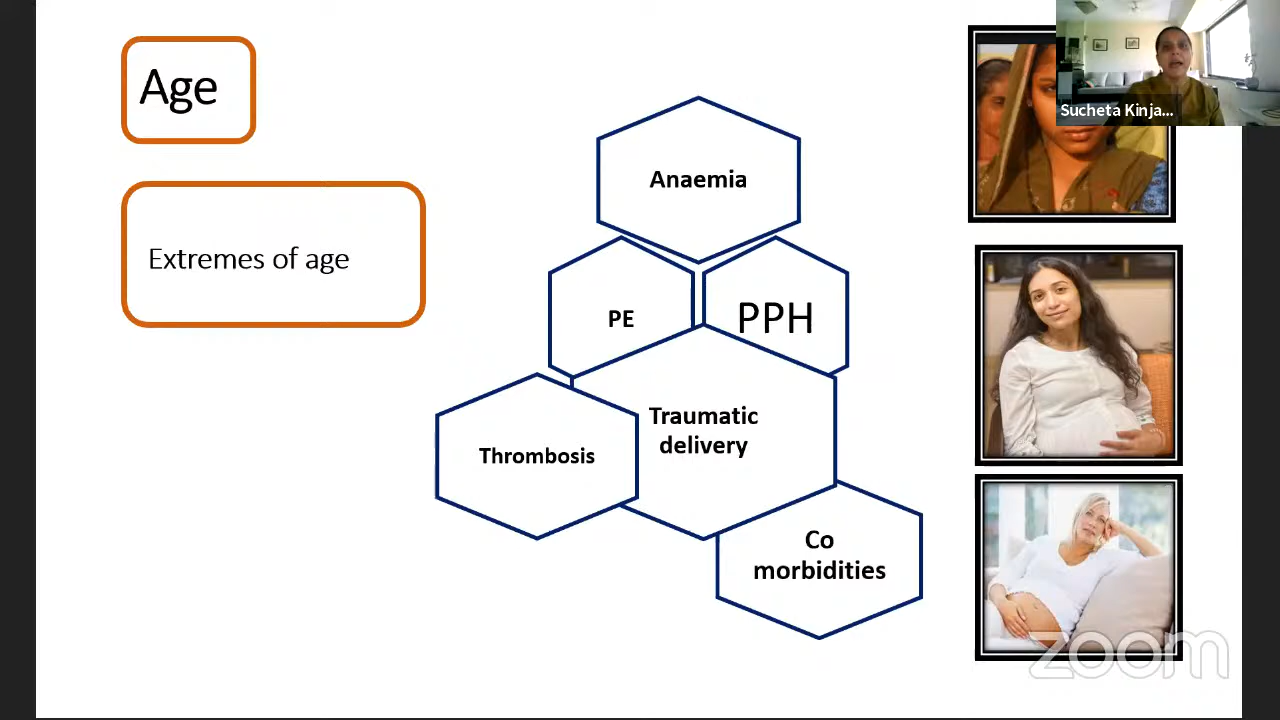 Age
Extremes of age
Anaemia
PE
PPH
Traumatic
delivery
Thrombosis
Co
morbidities
Sucheta Kinja...
zoom